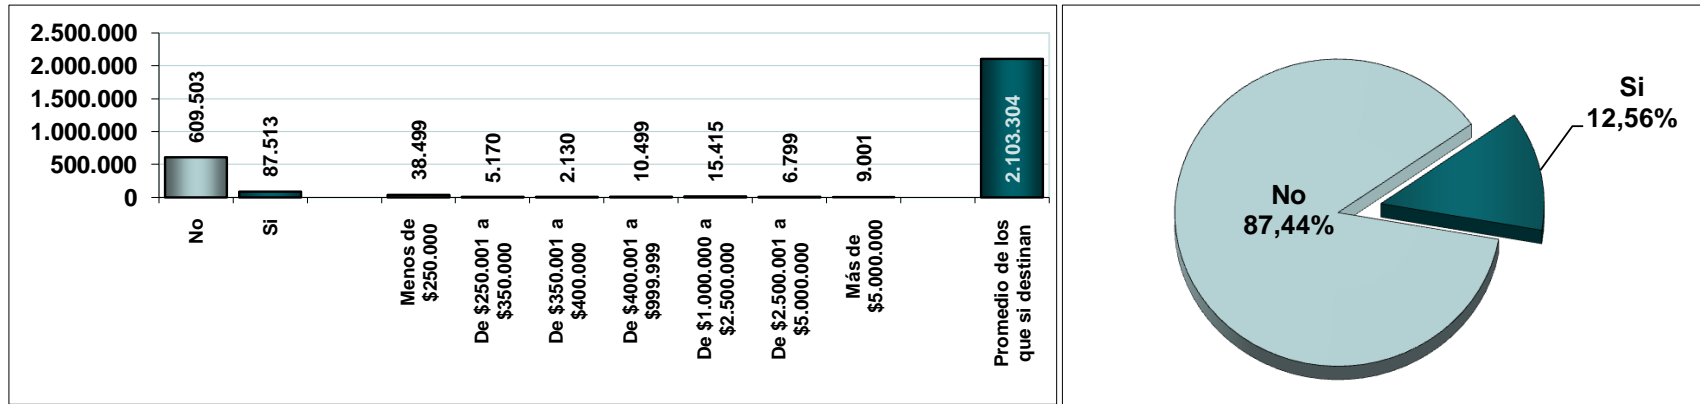 2.500.000
2.000.000
1.500.000
1.000.000
500.000
0
609.503
87.513
38.499
5.170
2.130
10.499
15.415
6.799
9.001
2.103.304
No
Si
Menos de
$250.000
De $250.001 a
$350.000
De $350.001 a
$400.000
De $400.001 a
$999.999
De $1.000.000 a
$2.500.000
De $2.500.001 a
$5.000.000
Más de
$5.000.000
Promedio de los
que si destinan
Si
12,56%
No
87,44%